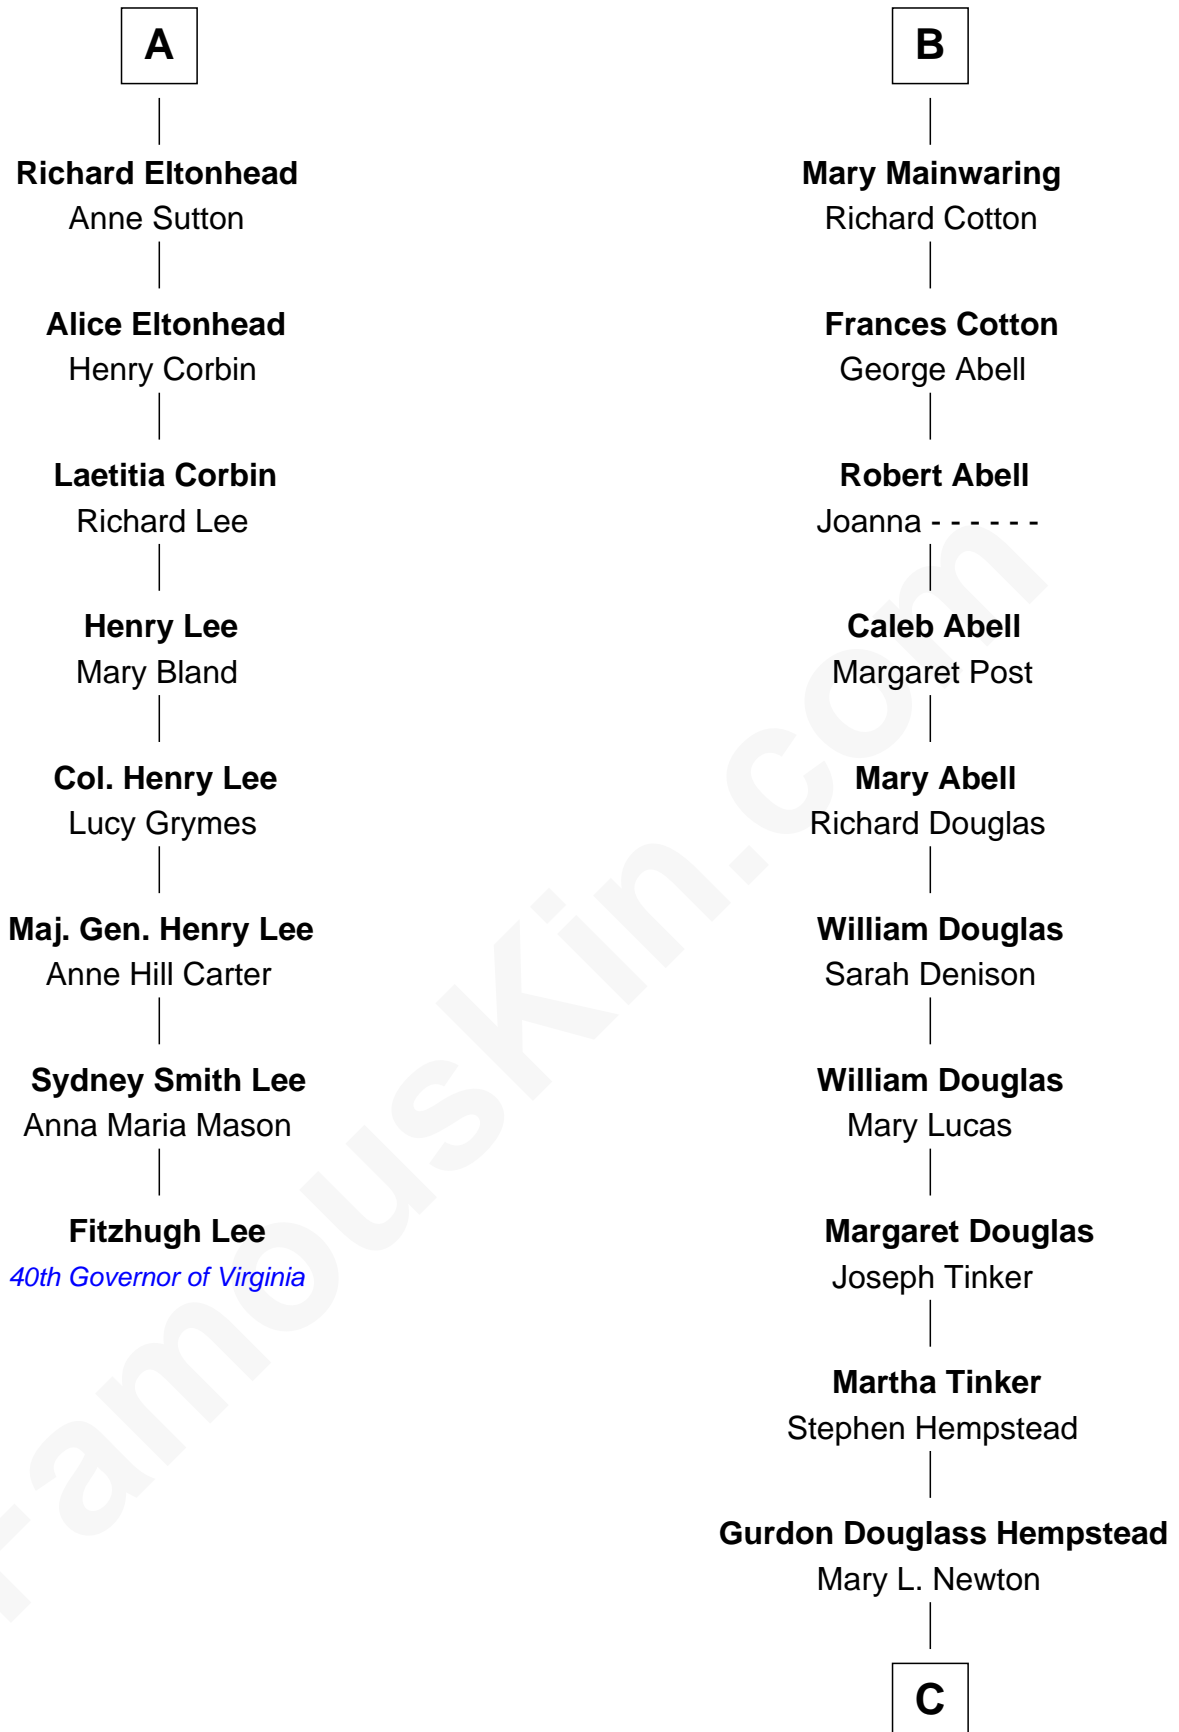 A
Richard Eltonhead
Anne Sutton
Alice Eltonhead
Henry Corbin
Laetitia Corbin
Richard Lee
Henry Lee
Mary Bland
Col. Henry Lee
Lucy Grymes
Maj. Gen. Henry Lee
Anne Hill Carter
Sydney Smith Lee
Anna Maria Mason
Fitzhugh Lee
40th Governor of Virginia
B
Mary Mainwaring
Richard Cotton
Frances Cotton
George Abell
Robert Abell
Joanna - - - - - -
Caleb Abell
Margaret Post
Mary Abell
Richard Douglas
William Douglas
Sarah Denison
William Douglas
Mary Lucas
Margaret Douglas
Joseph Tinker
Martha Tinker
Stephen Hempstead
Gurdon Douglass Hempstead
Mary L. Newton
C
FamousKin.com